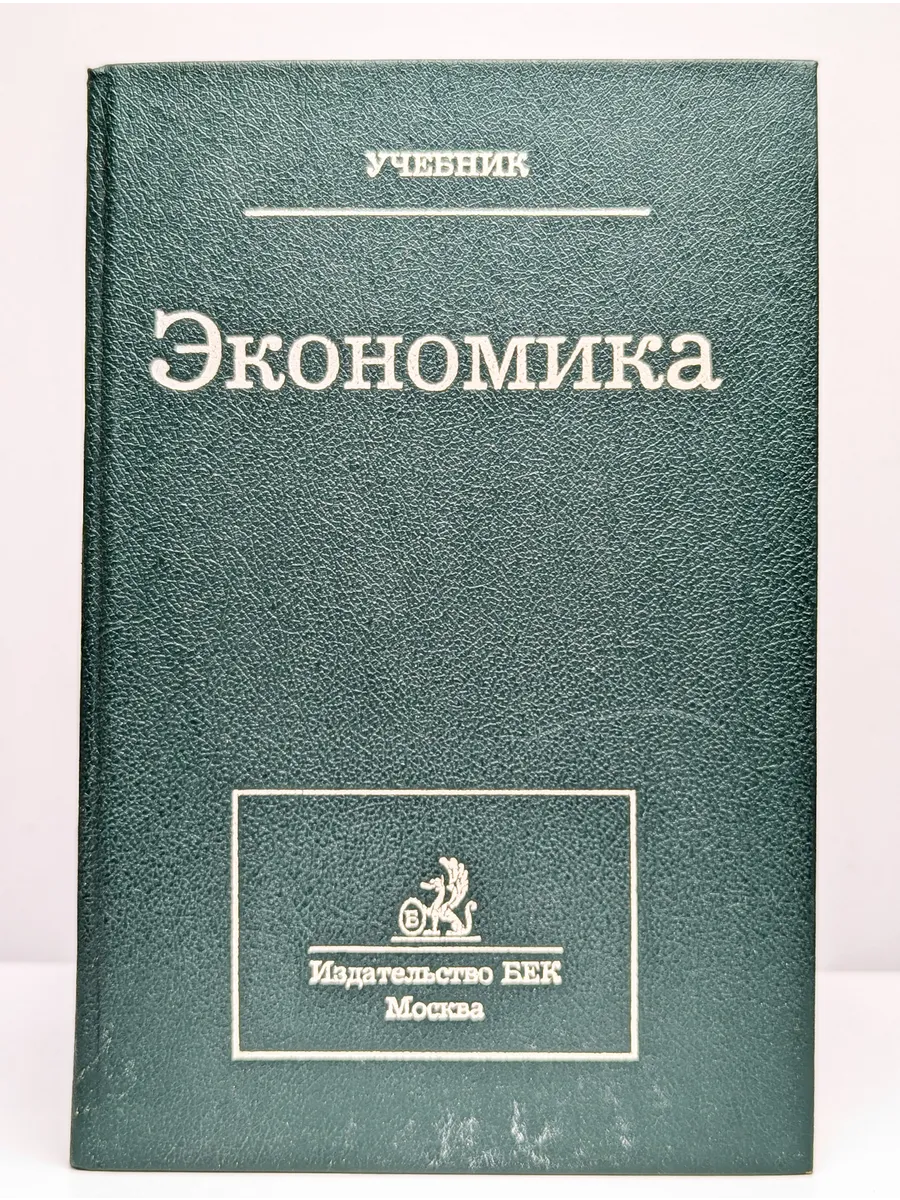 УЧЕБНИК
Экономика
Б
Издательство БЕК
Москва